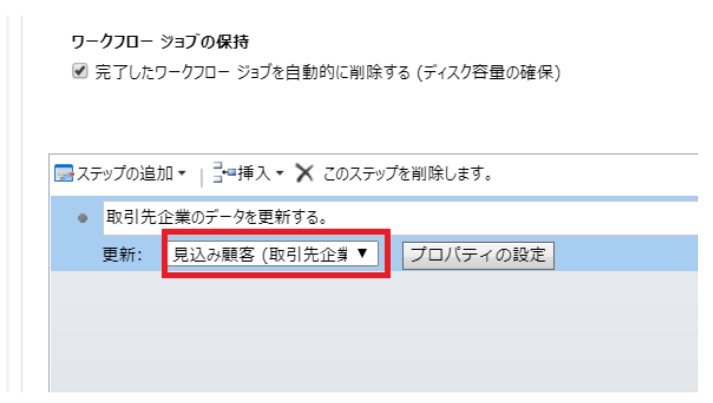 ワークフロー ジョブの保持
完了したワークフロー ジョブを自動的に削除する (ディスク容量の確保)
ステップの追加 挿入 このステップを削除します。
取引先企業のデータを更新する。
更新: 見込み顧客 (取引先企業 プロパティの設定